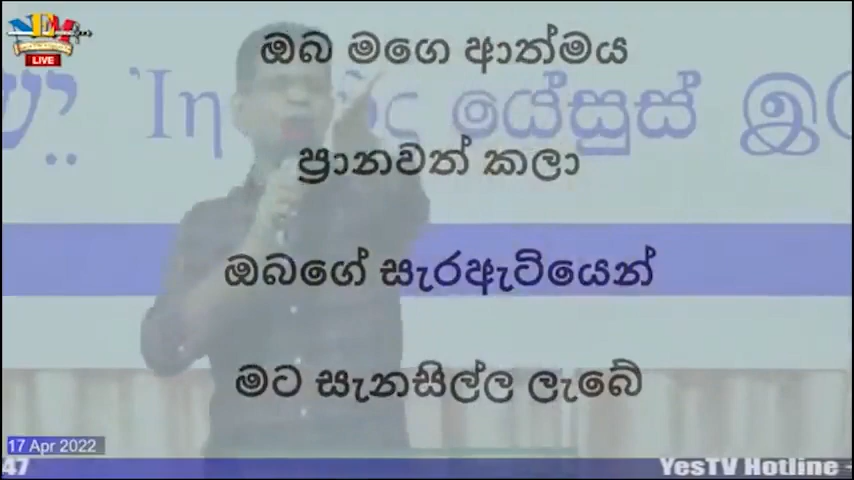 LIVE
ඔබ මගෙ ආත්මය
යේසුස්
ප්‍රානවත් කලා
ඔබගේ සැරඇටියෙන්
මට සැනසිල්ල ලැබේ
17 Apr 2022
47
YesTV Hotline -